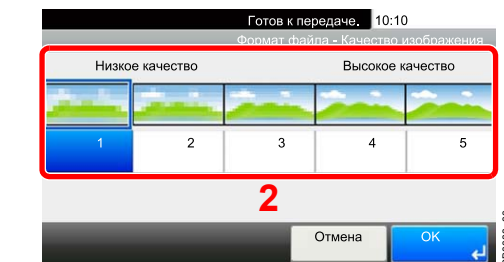 Готов к передаче. 10:10
Формат файла - Качество изображения
Низкое качество Высокое качество
1 2 3 4 5
2
Отмена OK